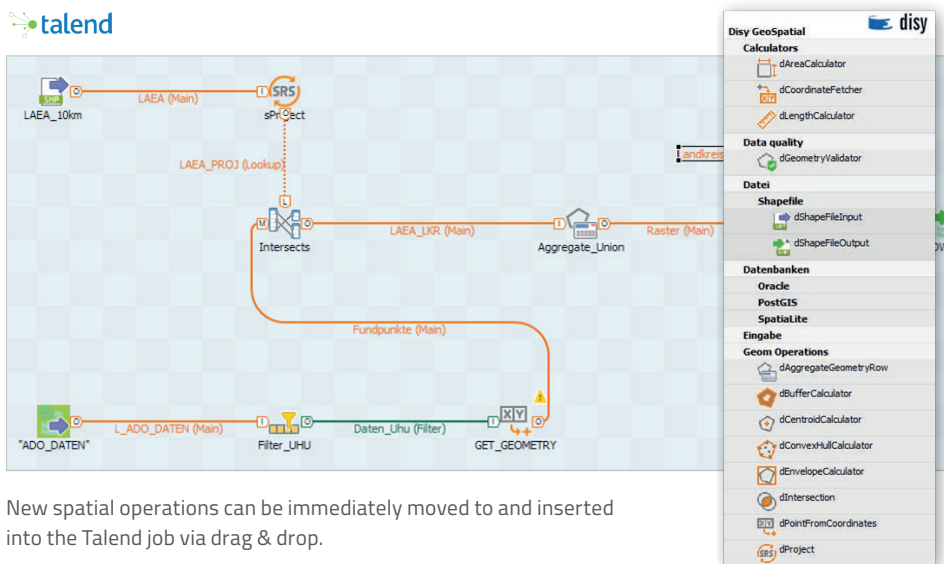 talend
LAEA_10km
LAEA (Main)
SRS
sProject
LAEA_PROJ (Lookup)
Intersects
LAEA_LKR (Main)
Aggregate_Union
Raster (Main)
Landkreis
Fundpunkte (Main)
"ADO_DATEN"
L_ADO_DATEN (Main)
Filter_UHU
Daten_Uhu (Filter)
X Y
GET_GEOMETRY
New spatial operations can be immediately moved to and inserted
into the Talend job via drag & drop.
disy
Disy GeoSpatial
Calculators
dAreaCalculator
dCoordinateFetcher
dLengthCalculator
Data quality
dGeometryValidator
Datei
Shapefile
dShapeFileInput
dShapeFileOutput
Datenbanken
Oracle
PostGIS
SpatiaLite
Eingabe
Geom Operations
dAggregateGeometryRow
dBufferCalculator
dCentroidCalculator
dConvexHullCalculator
dEnvelopeCalculator
dIntersection
dPointFromCoordinates
SRS
dProject